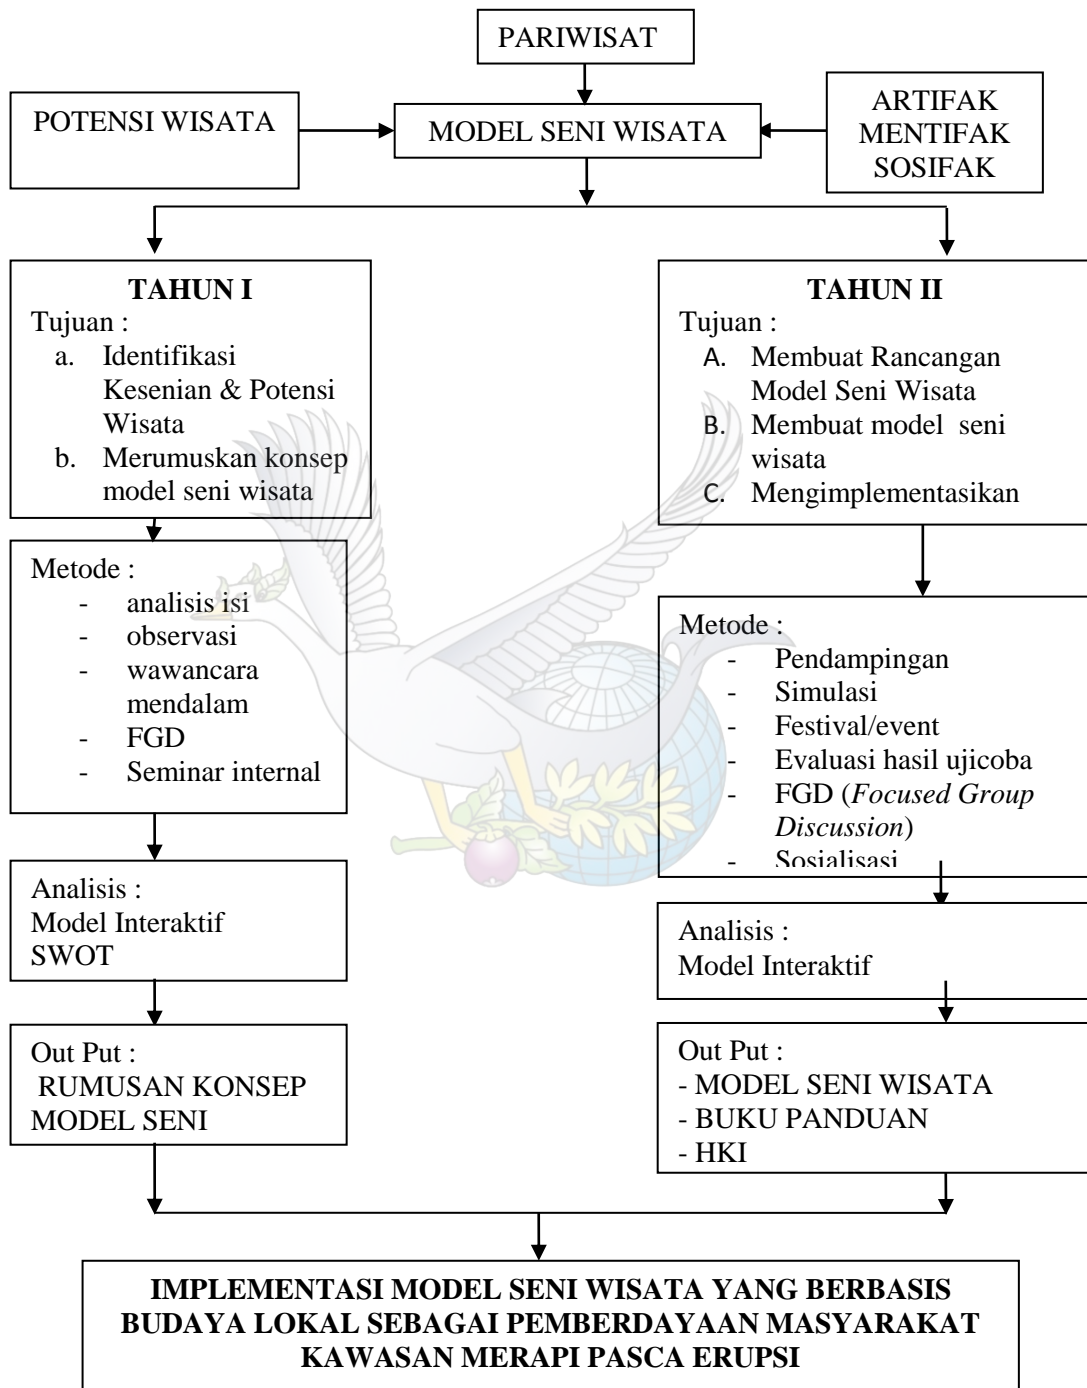 PARIWISAT
POTENSI WISATA
MODEL SENI WISATA
ARTIFAK
MENTIFAK
SOSIFAK
TAHUN I
Tujuan :
a. Identifikasi
Kesenian & Potensi
Wisata
b. Merumuskan konsep
model seni wisata
Metode :
- analisis isi
- observasi
- wawancara
mendalam
- FGD
- Seminar internal
Analisis :
Model Interaktif
SWOT
Out Put :
RUMUSAN KONSEP
MODEL SENI
TAHUN II
Tujuan :
A. Membuat Rancangan
Model Seni Wisata
B. Membuat model seni
wisata
C. Mengimplementasikan
Metode :
- Pendampingan
- Simulasi
- Festival/event
- Evaluasi hasil ujicoba
- FGD (Focused Group
Discussion)
- Sosialisasi
Analisis :
Model Interaktif
Out Put :
- MODEL SENI WISATA
- BUKU PANDUAN
- HKI
IMPLEMENTASI MODEL SENI WISATA YANG BERBASIS
BUDAYA LOKAL SEBAGAI PEMBERDAYAAN MASYARAKAT
KAWASAN MERAPI PASCA ERUPSI